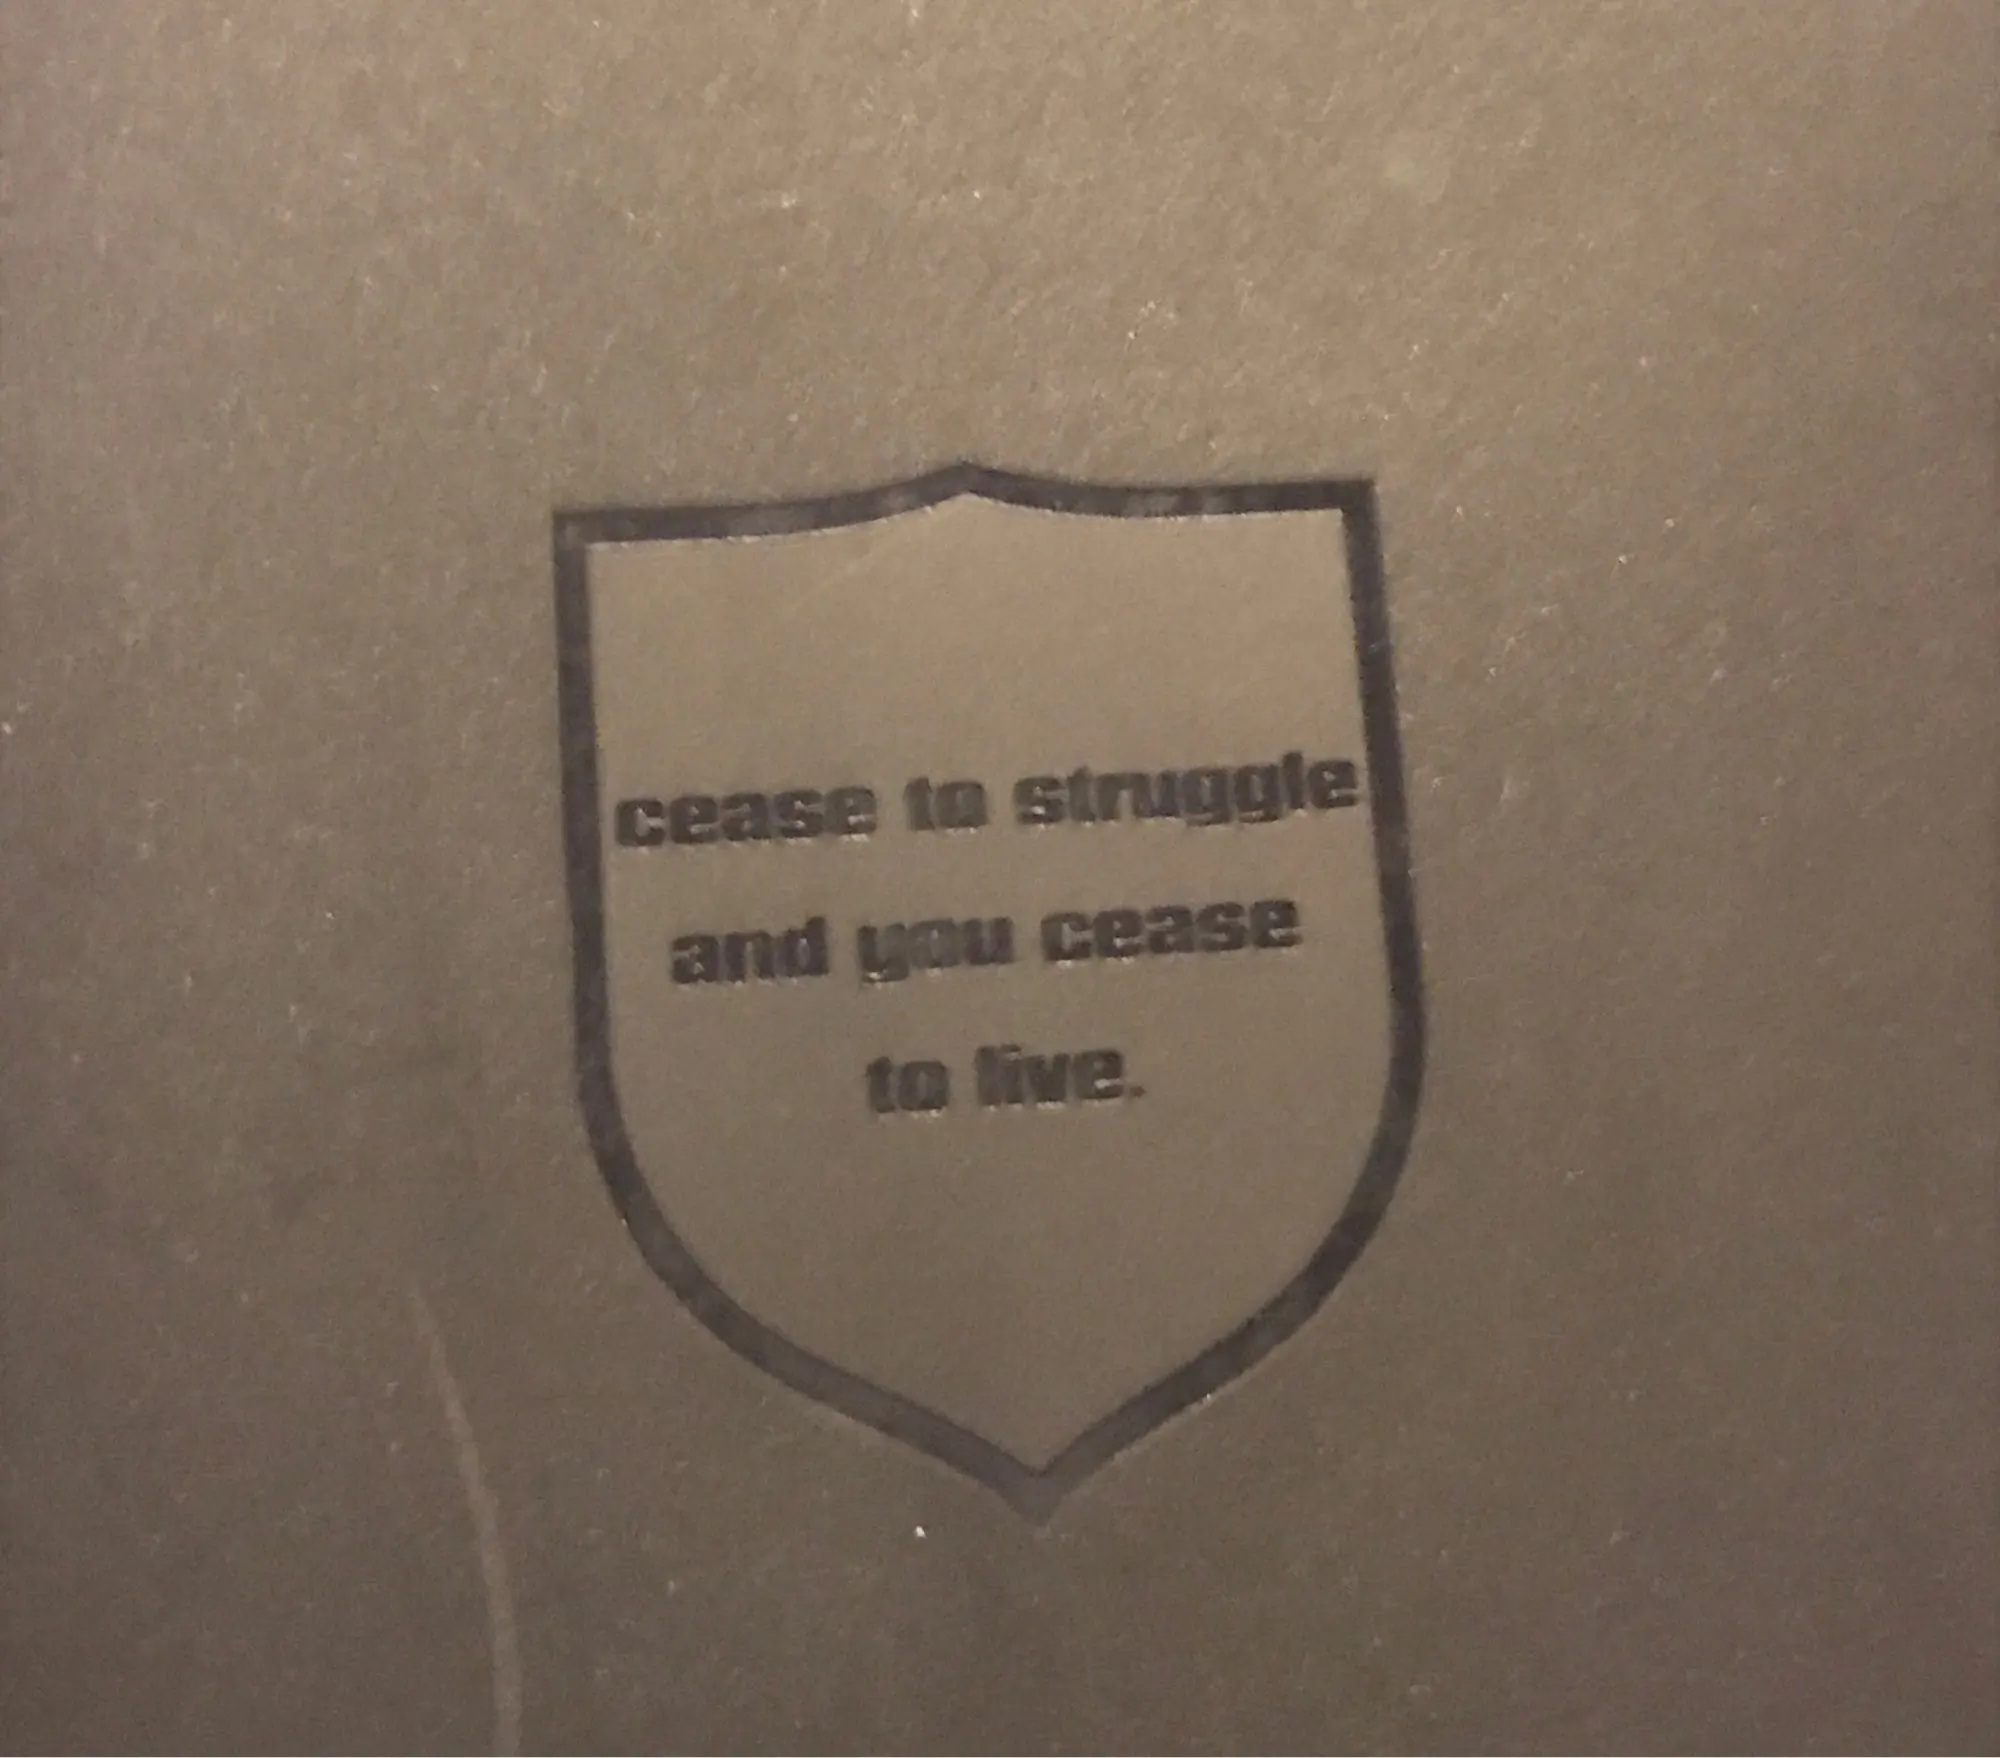 cease to struggle
and you cease
to live.